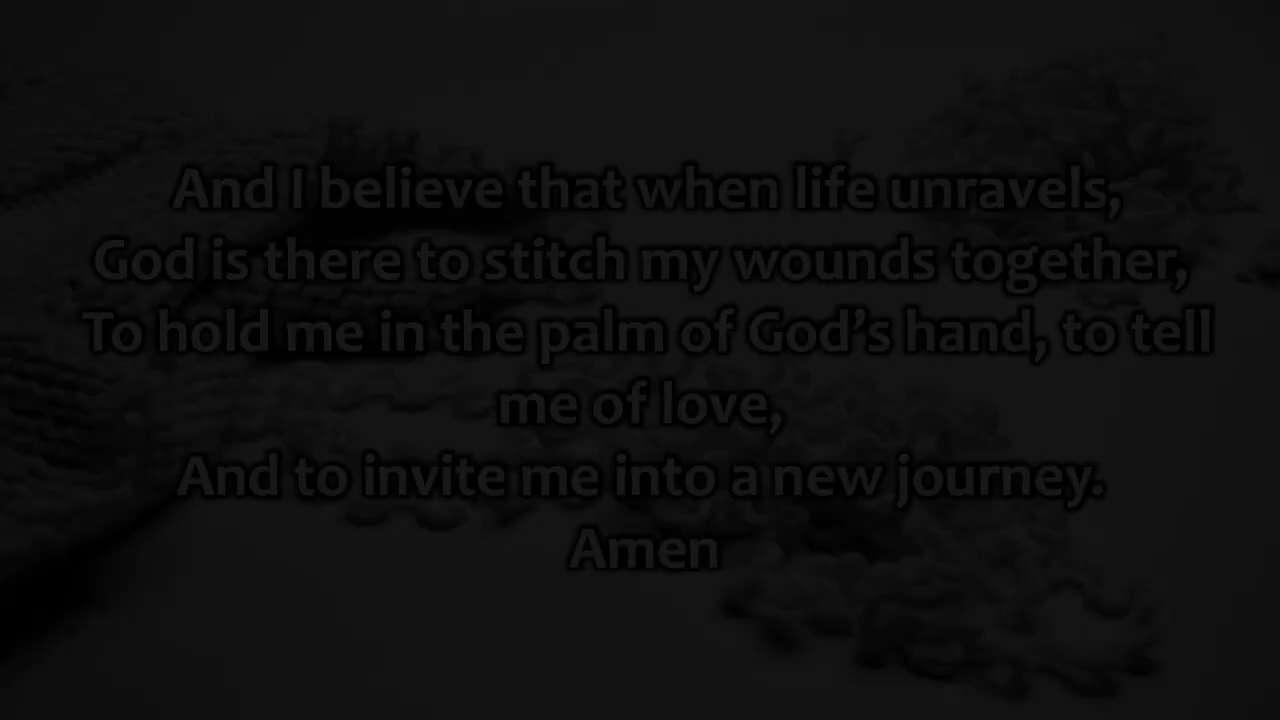 And I believe that when life unravels,
God is there to stitch my wounds together,
To hold me in the palm of God’s hand, to tell
me of love,
And to invite me into a new journey.
Amen